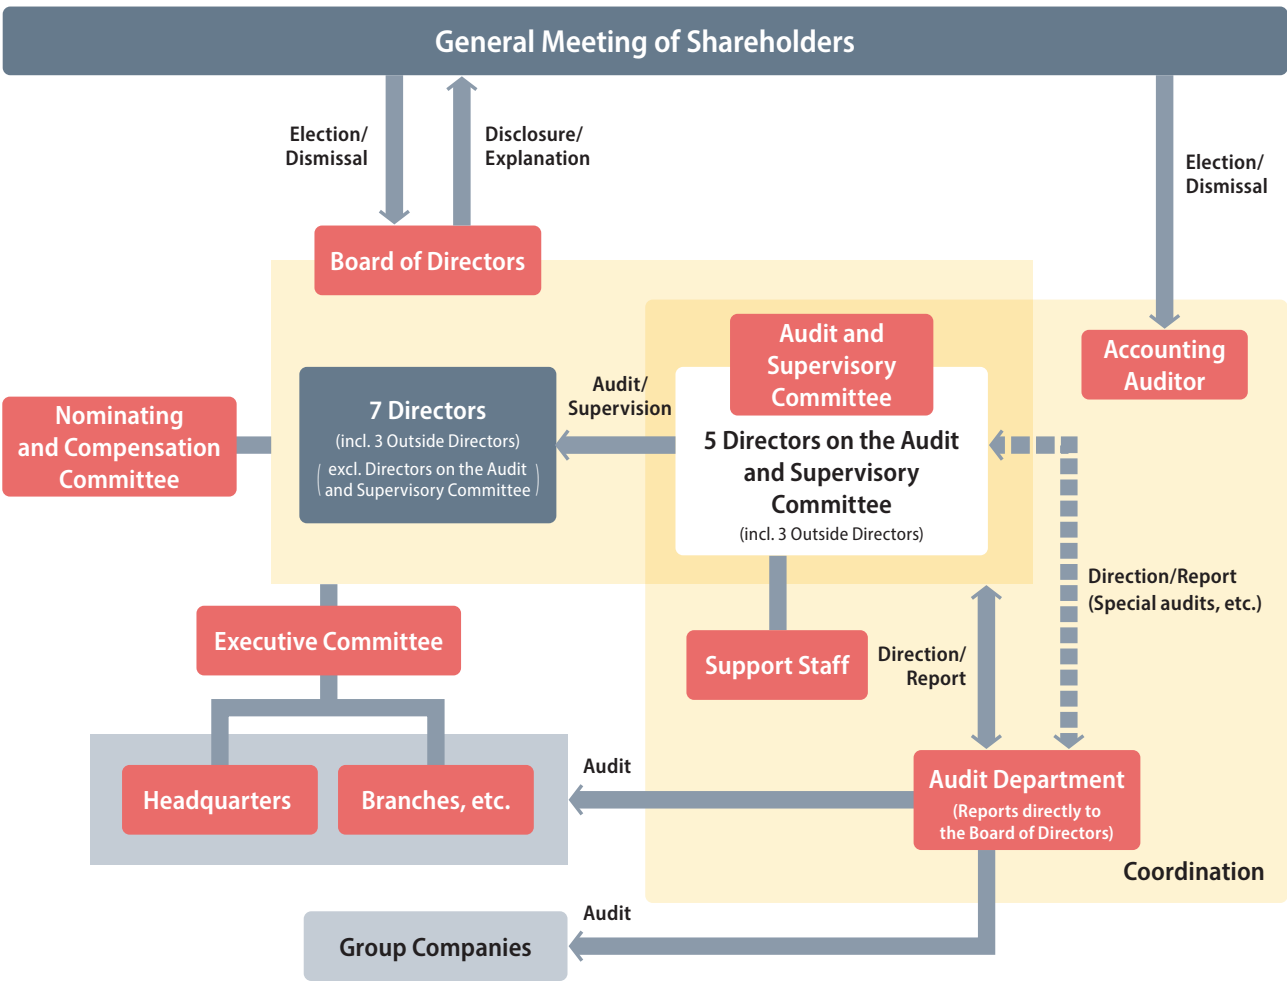 General Meeting of Shareholders
Election/
Dismissal
Disclosure/
Explanation
Election/
Dismissal
Board of Directors
Audit and
Supervisory
Committee
Accounting
Auditor
Nominating
and Compensation
Committee
7 Directors
(incl. 3 Outside Directors)
(excl. Directors on the Audit
and Supervisory Committee)
Audit/
Supervision
5 Directors on the Audit
and Supervisory
Committee
(incl. 3 Outside Directors)
Direction/Report
(Special audits, etc.)
Executive Committee
Support Staff
Direction/
Report
Headquarters
Branches, etc.
Audit
Audit Department
(Reports directly to
the Board of Directors)
Coordination
Audit
Group Companies